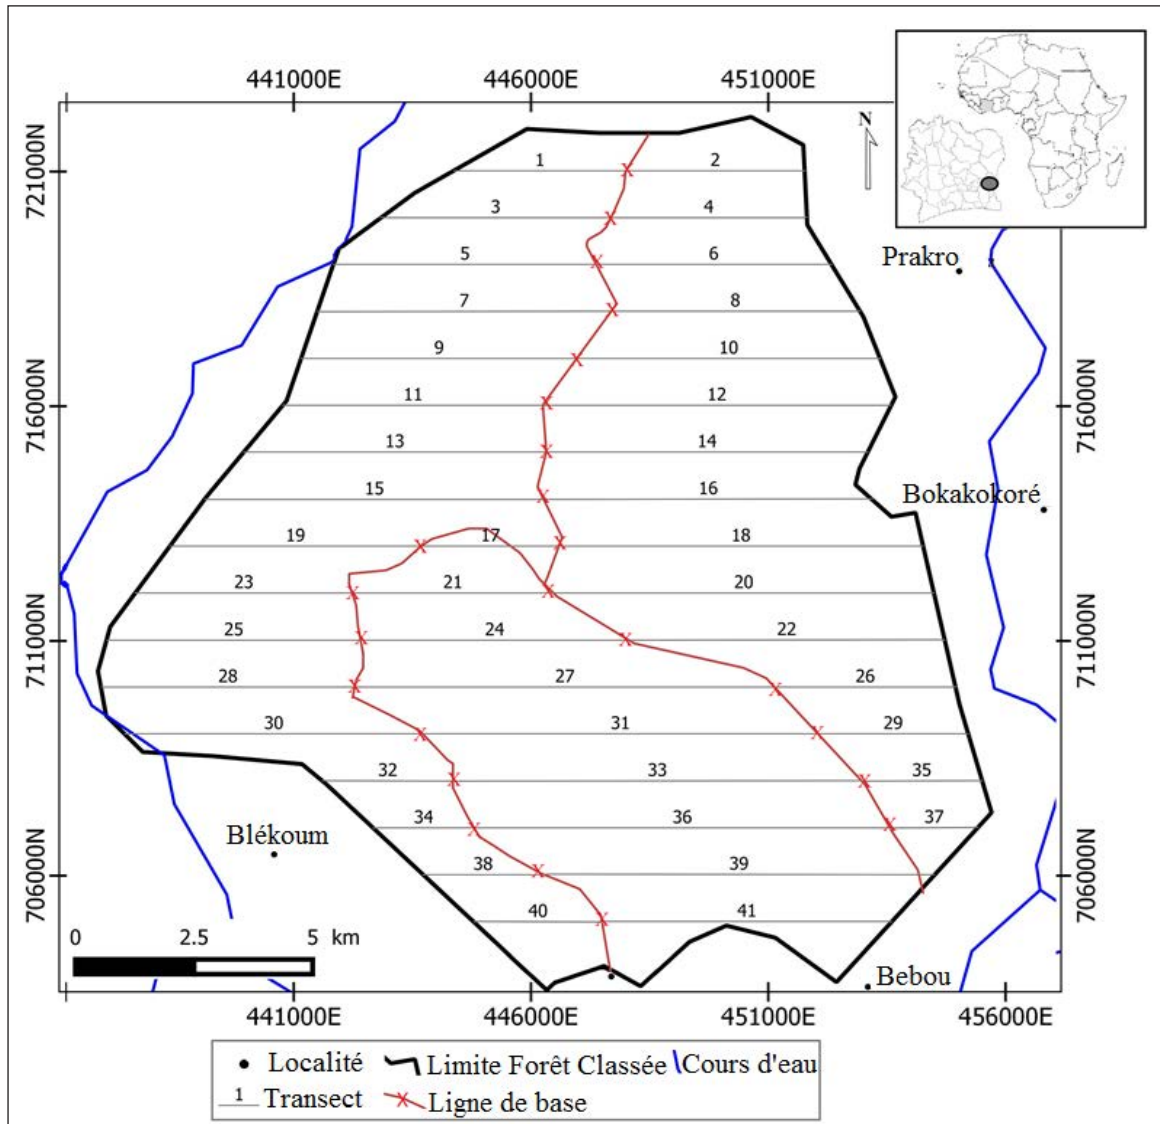 441000E 446000E 451000E
N
721000N
1 2
3 4
Prakro
5 6
7 8
9 10
716000N 716000N
11 12
13 14
Bokakokoré
15 16
19 17 18
23 21 20
711000N 711000N
25 24 22
28 27 26
30 31 29
32 33 35
Blékoum
34 36 37
706000N 706000N
38 39
40 41
0 2.5 5 km
Bebou
441000E 446000E 451000E 456000E
Localité Limite Forêt Classée Cours d'eau
1 Transect Ligne de base